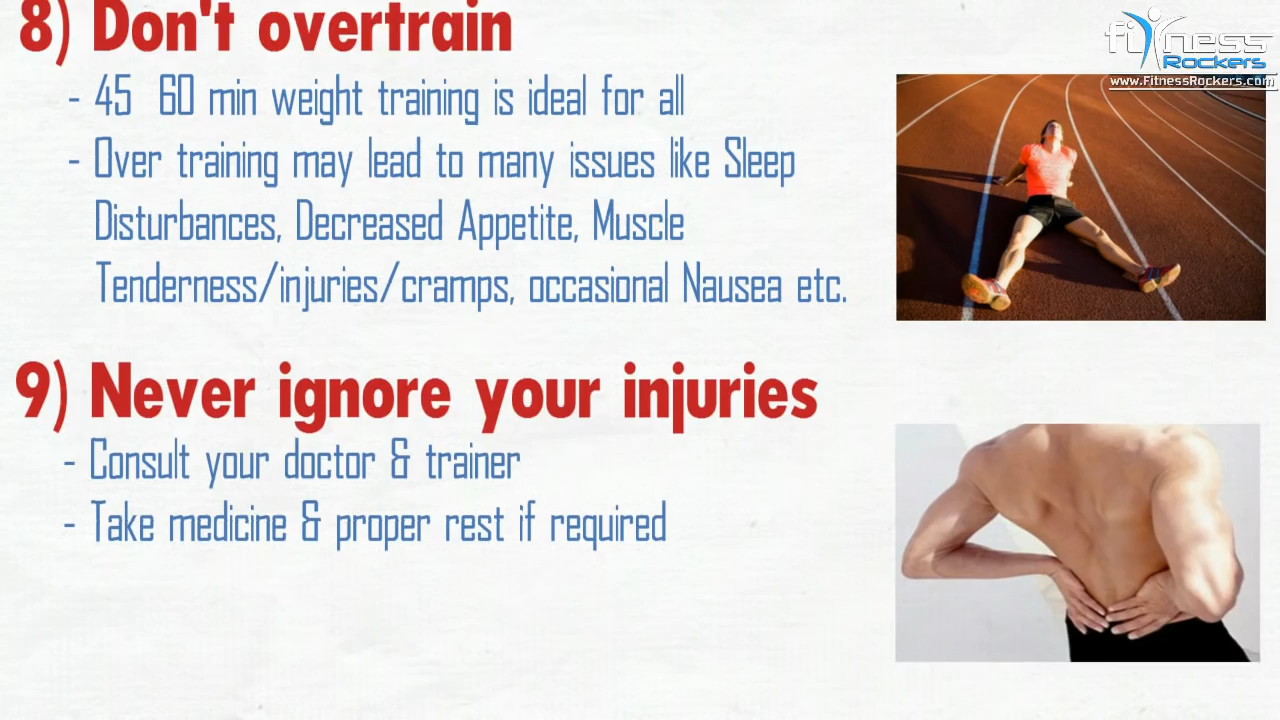 8) Don't overtrain
- 45 60 min weight training is ideal for all
- Over training may lead to many issues like Sleep
Disturbances, Decreased Appetite, Muscle
Tenderness/injuries/cramps, occasional Nausea etc.
9) Never ignore your injuries
- Consult your doctor & trainer
- Take medicine & proper rest if required
fitness
Rockers
www.FitnessRockers.com